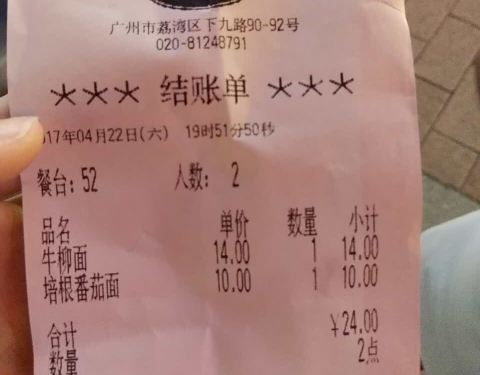 广州市荔湾区下九路90-92号
020-81248791
*** 结账单 ***
17年04月22日(六) 19时51分50秒
餐台:52 人数: 2
品名 单价 数量 小计
牛柳面 14.00 1 14.00
培根番茄面 10.00 1 10.00
合计 ¥24.00
数量 2点